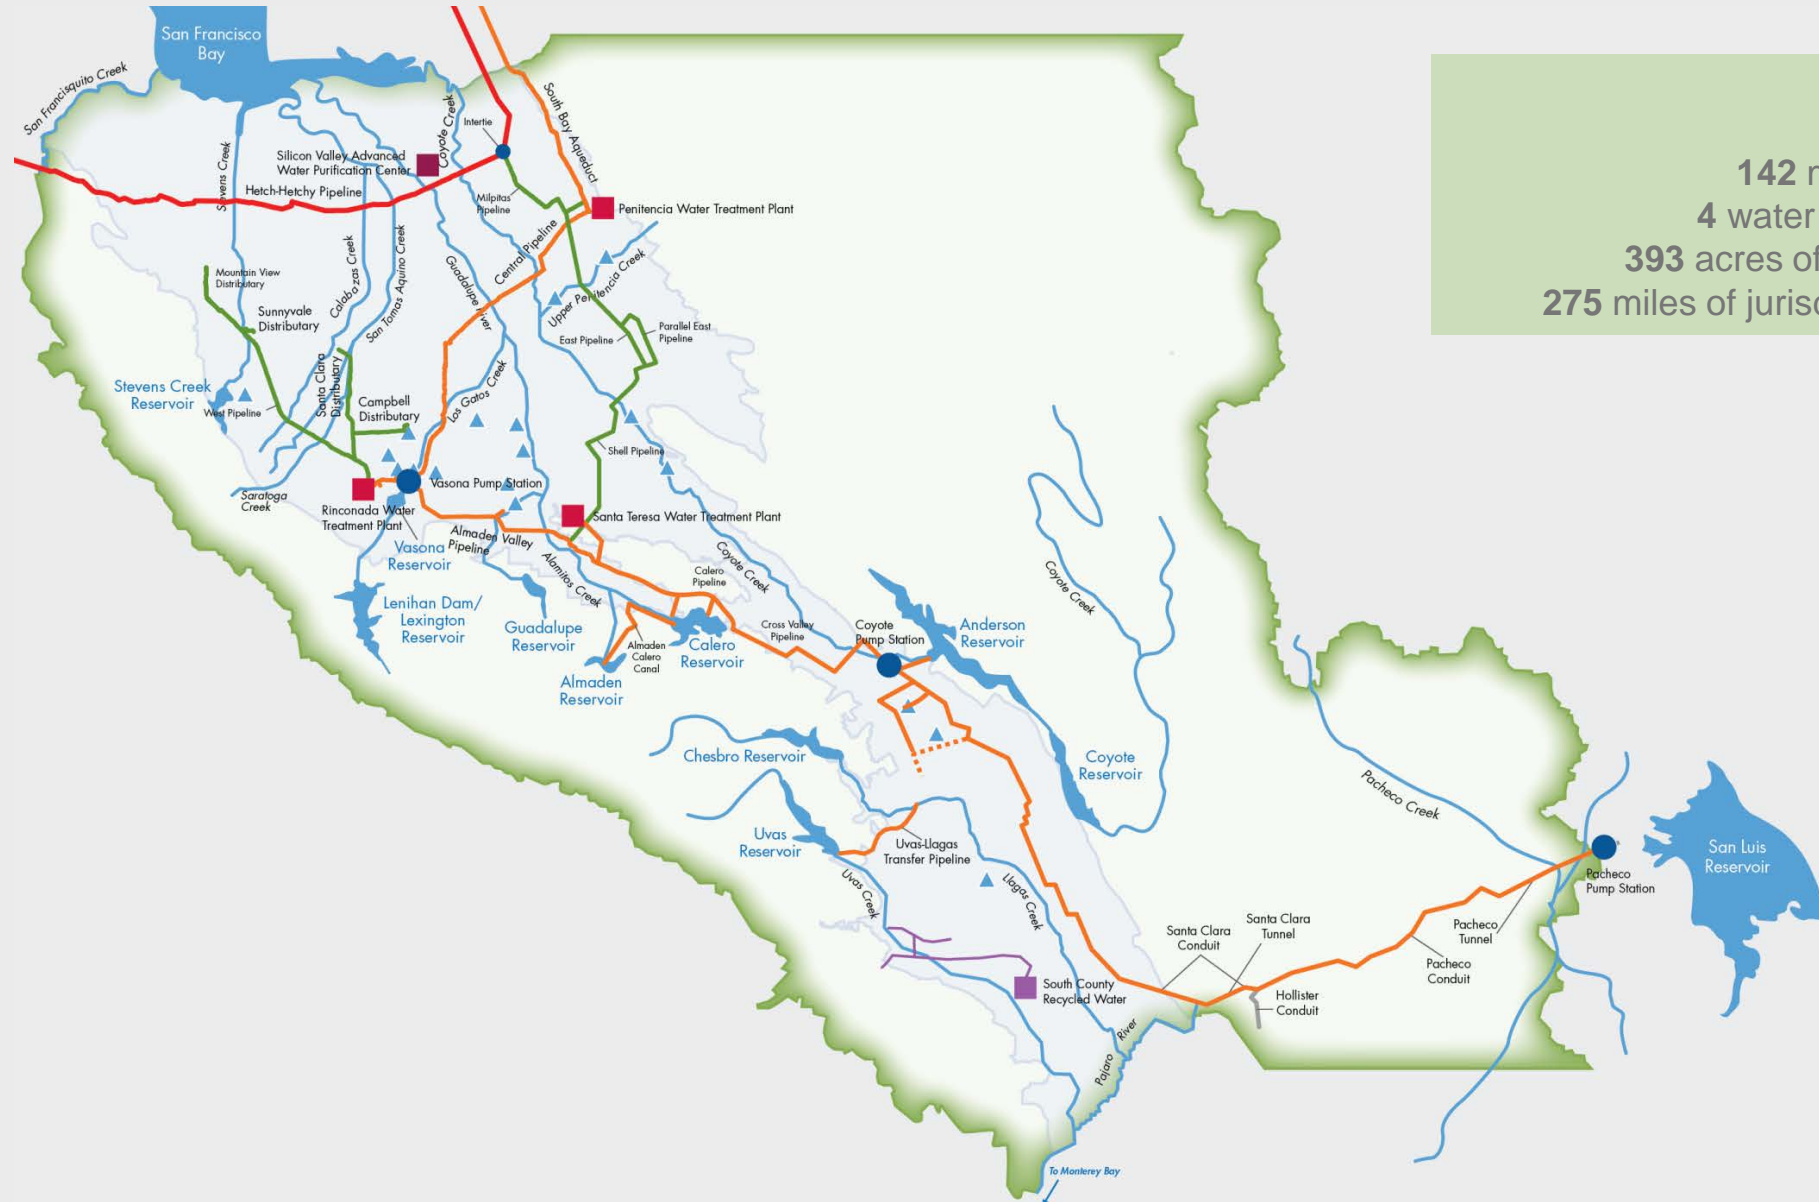 San Francisco
Bay
San Francisquito Creek
Stevens Creek
Coyote Creek
Intertie
South Bay Aqueduct
Silicon Valley Advanced
Water Purification Center
Hetch-Hetchy Pipeline
Milpitas
Pipeline
Penitencia Water Treatment Plant
142
4 water
393 acres of
275 miles of
Mountain View
Distributary
Sunnyvale
Distributary
Calabazas Creek
San Tomas Aquino Creek
Guadalupe River
Central Pipeline
Upper Penitencia Creek
East Pipeline
Parallel East
Pipeline
Stevens Creek
Reservoir
West Pipeline
Santa Clara
Distributary
Campbell
Distributary
Los Gatos Creek
Shell Pipeline
Saratoga
Creek
Vasona Pump Station
Rinconada Water
Treatment Plant
Santa Teresa Water Treatment Plant
Vasona
Reservoir
Almaden Valley
Pipeline
Alamitos Creek
Coyote Creek
Calero
Pipeline
Lenihan Dam/
Lexington
Reservoir
Guadalupe
Reservoir
Almaden
Calero
Canal
Calero
Reservoir
Almaden
Reservoir
Cross Valley
Pipeline
Coyote
Pump Station
Anderson
Reservoir
Coyote Creek
Chesbro Reservoir
Coyote
Reservoir
Uvas
Reservoir
Uvas-Llagas
Transfer Pipeline
Uvas Creek
Llagas Creek
Pacheco Creek
San Luis
Reservoir
Pacheco
Pump Station
Santa Clara
Conduit
Santa Clara
Tunnel
Pacheco
Tunnel
Pacheco
Conduit
Hollister
Conduit
South County
Recycled Water
Pajaro River
To Monterey Bay